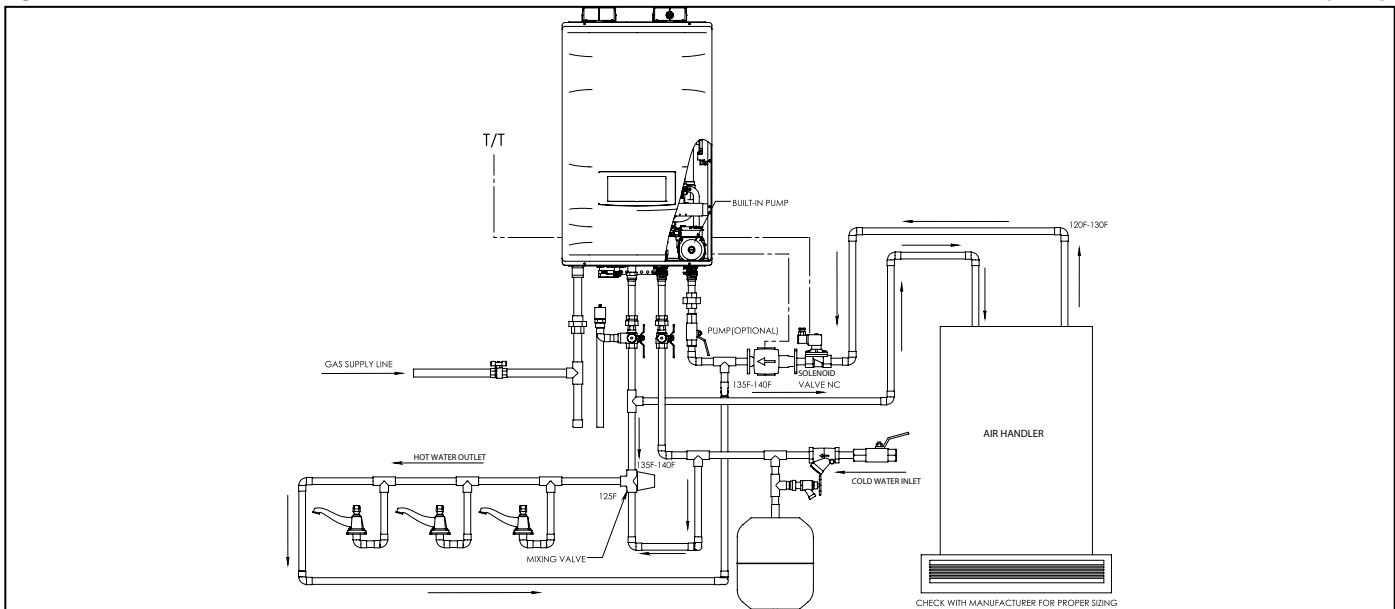 T/T
BUILT-IN PUMP
120F-130F
PUMP(OPTIONAL)
GAS SUPPLY LINE
SOLENOID
VALVE NC
135F-140F
AIR HANDLER
HOT WATER OUTLET
135F-140F
COLD WATER INLET
125F
MIXING VALVE
CHECK WITH MANUFACTURER FOR PROPER SIZING